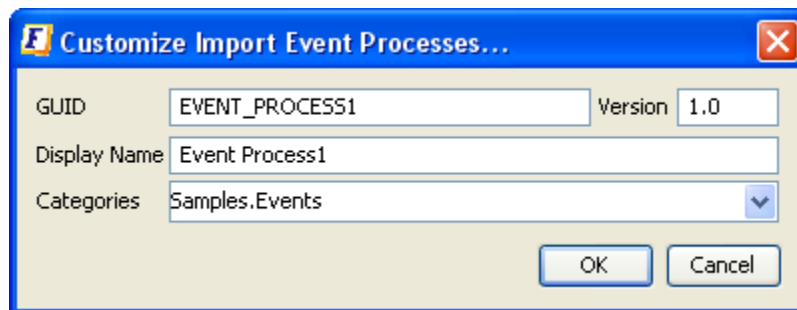 F Customize Import Event Processes...
GUID EVENT_PROCESS1 Version 1.0
Display Name Event Process1
Categories Samples.Events
OK Cancel